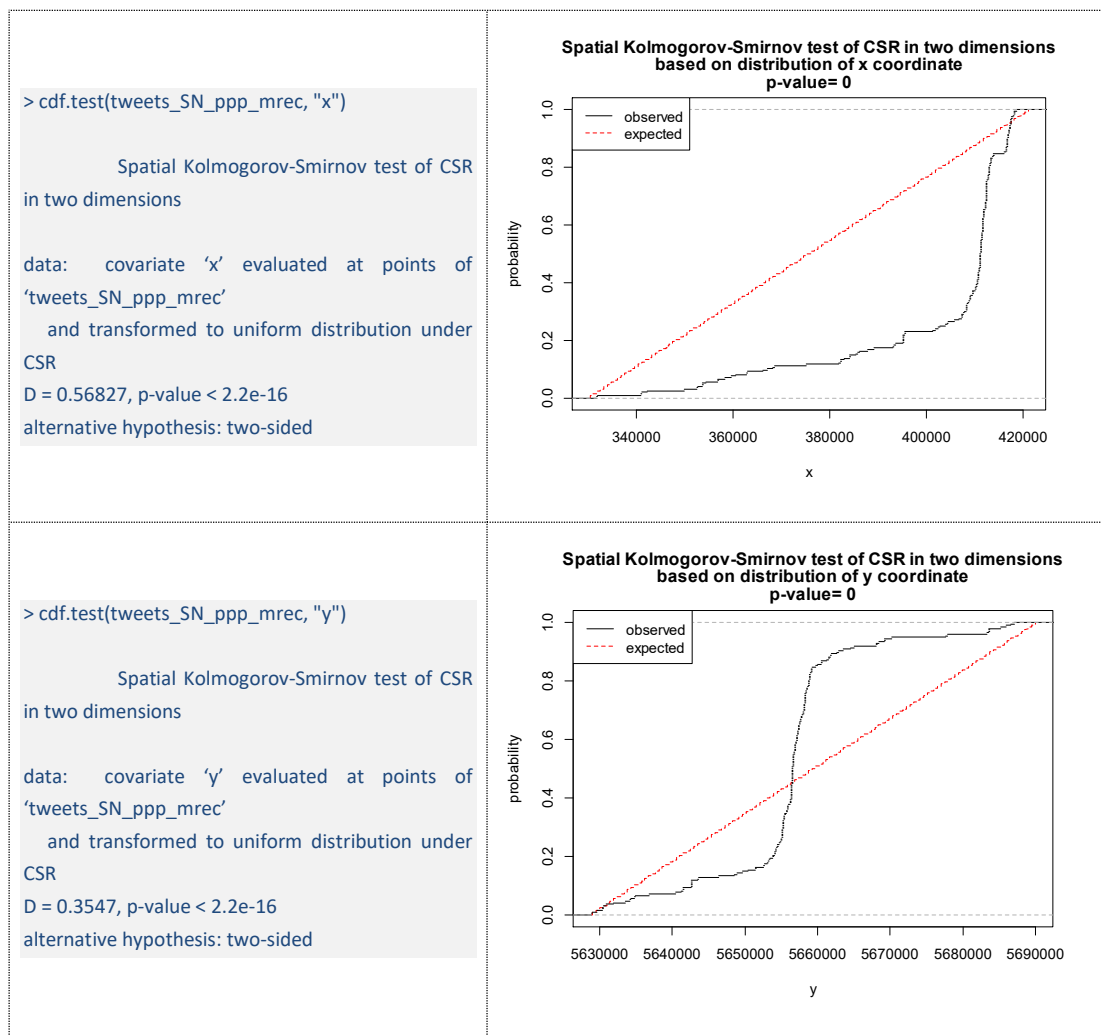 > cdf.test(tweets_SN_ppp_mrec, "x")
Spatial Kolmogorov-Smirnov test of CSR
in two dimensions
data: covariate ‘x’ evaluated at points of
‘tweets_SN_ppp_mrec’
and transformed to uniform distribution under
CSR
D = 0.56827, p-value < 2.2e-16
alternative hypothesis: two-sided
Spatial Kolmogorov-Smirnov test of CSR in two dimensions
based on distribution of x coordinate
p-value= 0
observed
expected
probability
1.0
0.8
0.6
0.4
0.2
0.0
340000 360000 380000 400000 420000
x
> cdf.test(tweets_SN_ppp_mrec, "y")
Spatial Kolmogorov-Smirnov test of CSR
in two dimensions
data: covariate ‘y’ evaluated at points of
‘tweets_SN_ppp_mrec’
and transformed to uniform distribution under
CSR
D = 0.3547, p-value < 2.2e-16
alternative hypothesis: two-sided
Spatial Kolmogorov-Smirnov test of CSR in two dimensions
based on distribution of y coordinate
p-value= 0
observed
expected
probability
1.0
0.8
0.6
0.4
0.2
0.0
5630000 5640000 5650000 5660000 5670000 5680000 5690000
y